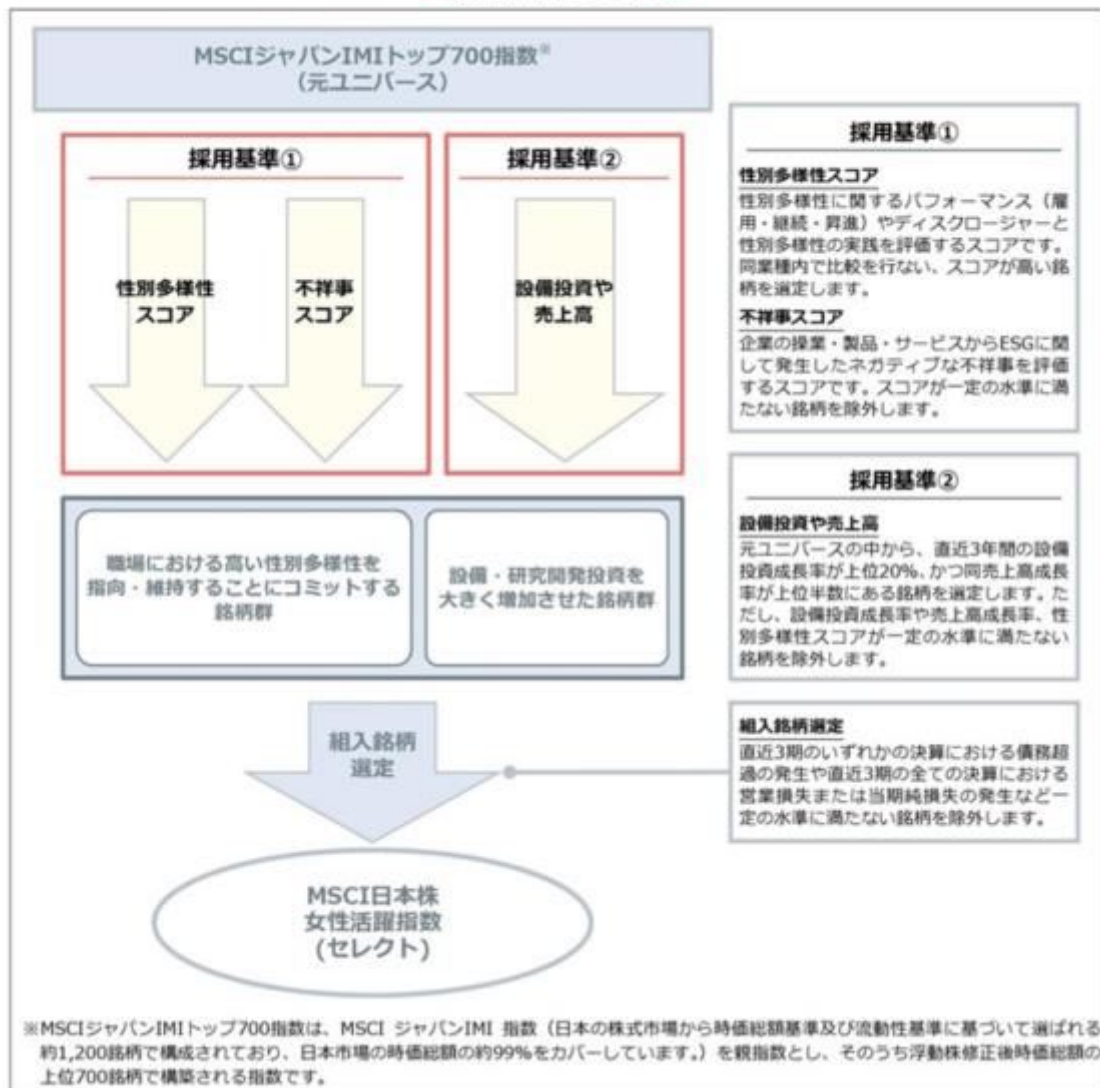 MSCIジャパンIMIトップ700指数※
（元ユニバース）
採用基準①
性別多様性
スコア
不祥事
スコア
採用基準②
設備投資や
売上高
職場における高い性別多様性を
指向・維持することにコミットする
銘柄群
設備・研究開発投資を
大きく増加させた銘柄群
組入銘柄
選定
MSCI日本株
女性活躍指数
(セレクト)
採用基準①
性別多様性スコア
性別多様性に関するパフォーマンス（雇
用・継続・昇進）やディスクロージャーと
性別多様性の実践を評価するスコアです。
同業種内で比較を行ない、スコアが高い銘
柄を選定します。
不祥事スコア
企業の操業・製品・サービスからESGに関
して発生したネガティブな不祥事を評価
するスコアです。スコアが一定の水準に満
たない銘柄を除外します。
採用基準②
設備投資や売上高
元ユニバースの中から、直近3年間の設備
投資成長率が上位20%、かつ同売上高成長
率が上位半数にある銘柄を選定します。た
だし、設備投資成長率や売上高成長率、性
別多様性スコアが一定の水準に満たない
銘柄を除外します。
組入銘柄選定
直近3期のいずれかの決算における債務超
過の発生や直近3期の全ての決算における
営業損失または当期純損失の発生など一
定の水準に満たない銘柄を除外します。
※MSCIジャパンIMIトップ700指数は、MSCI ジャパンIMI 指数（日本の株式市場から時価総額基準及び流動性基準に基づいて選ばれる
約1,200銘柄で構成されており、日本市場の時価総額の約99%をカバーしています。）を親指数とし、そのうち浮動株修正後時価総額の
上位700銘柄で構築される指数です。